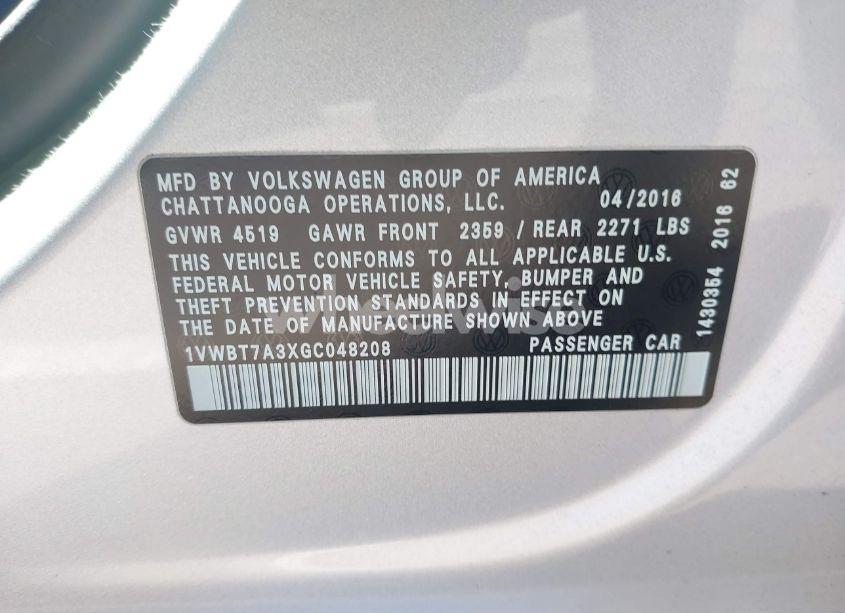 MFD BY VOLKSWAGEN GROUP OF AMERICA
CHATTANOOGA OPERATIONS, LLC. 04/2016
GVWR 4519 GAWR FRONT 2359 / REAR 2271 LBS
THIS VEHICLE CONFORMS TO ALL APPLICABLE U.S.
FEDERAL MOTOR VEHICLE SAFETY, BUMPER AND
THEFT PREVENTION STANDARDS IN EFFECT ON
THE DATE OF MANUFACTURE SHOWN ABOVE
1VWBT7A3XGC048208 PASSENGER CAR
1430354 2016 62